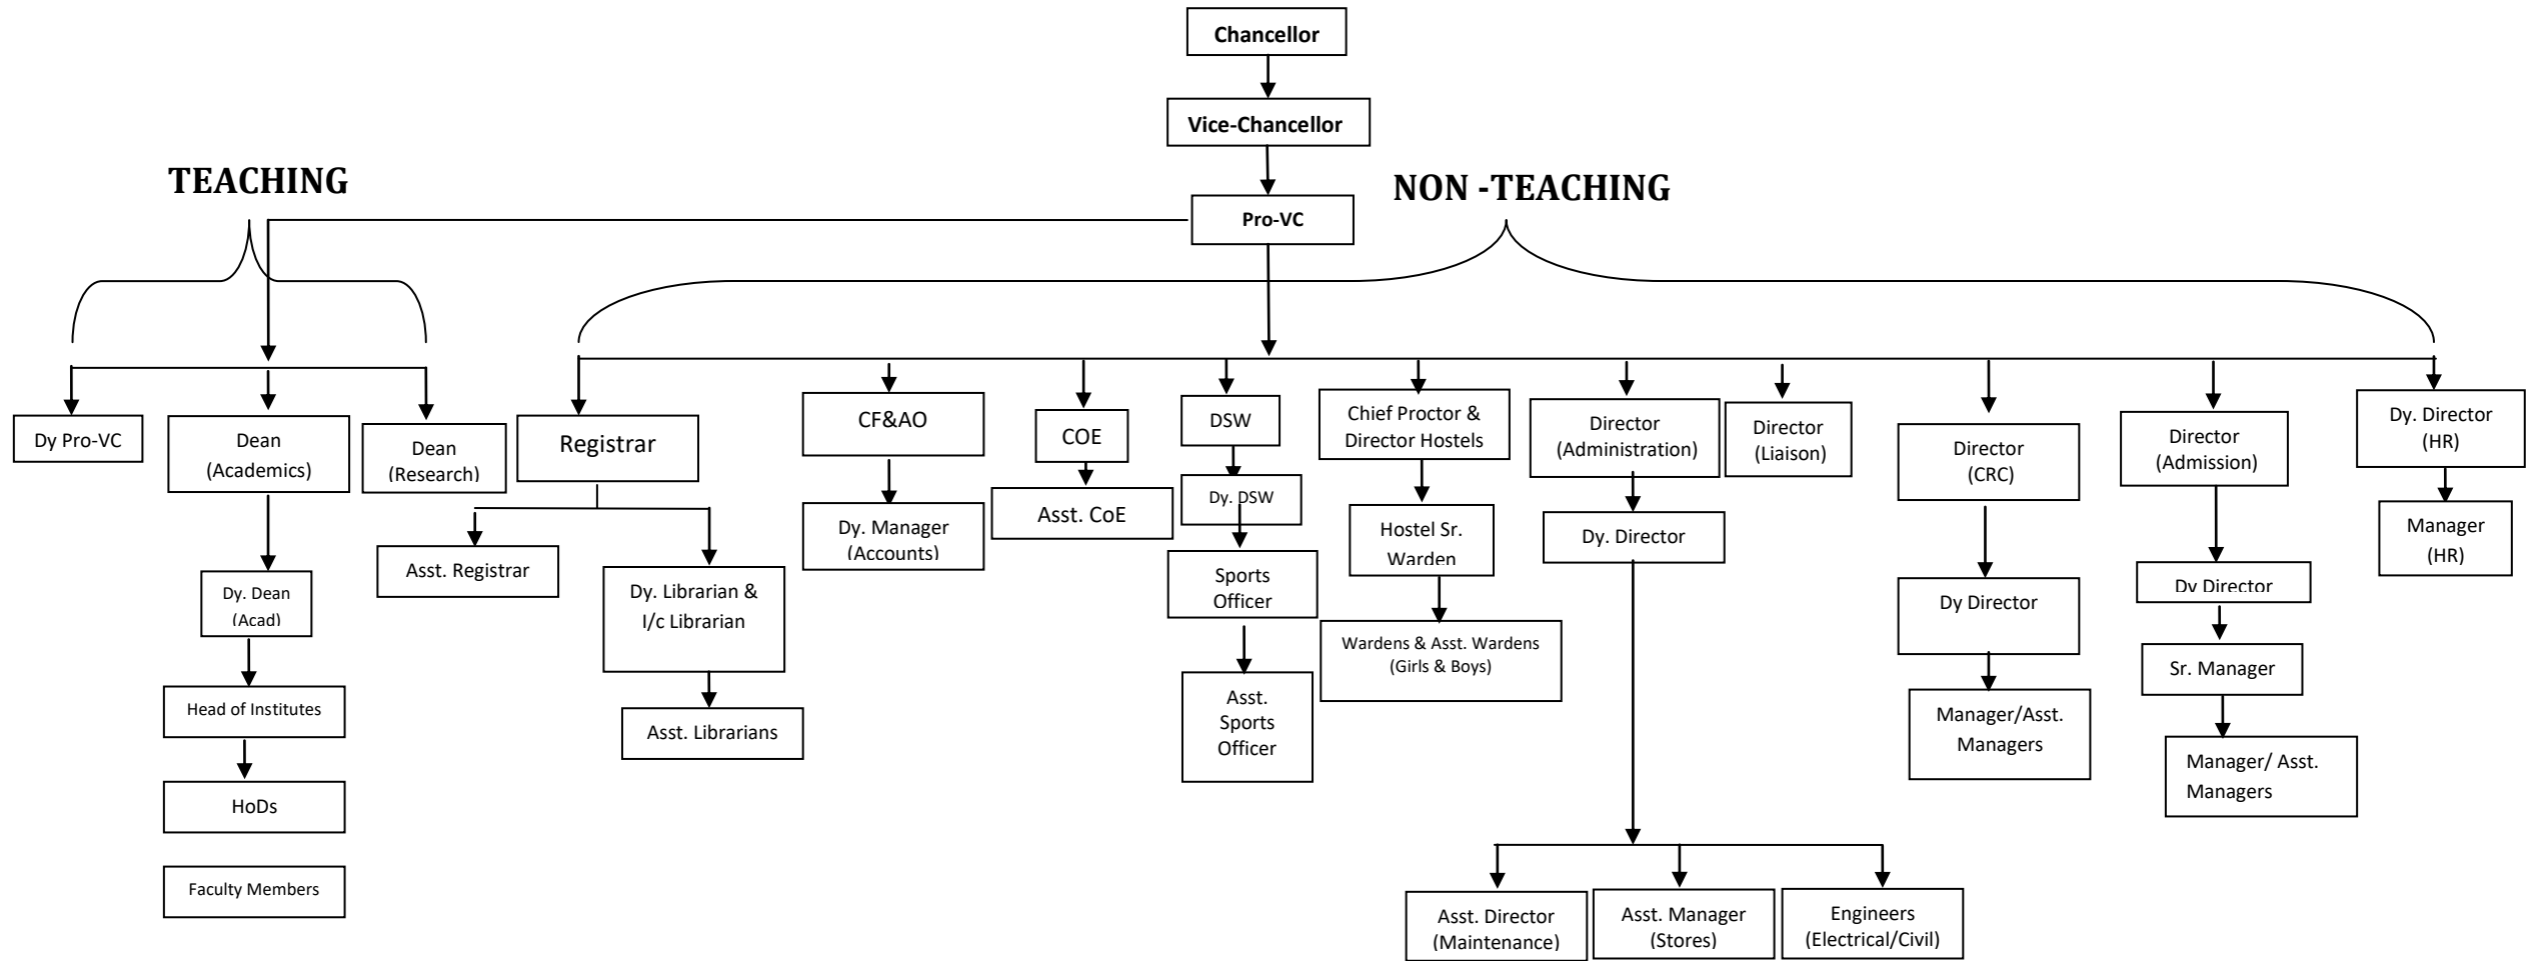 Chancellor
Vice-Chancellor
TEACHING
NON -TEACHING
Pro-VC
Dy Pro-VC
Dean
(Academics)
Dean
(Research)
Registrar
CF&AO
COE
DSW
Chief Proctor &
Director Hostels
Director
(Administration)
Director
(Liaison)
Director
(CRC)
Director
(Admission)
Dy. Director
(HR)
Dy. Manager
(Accounts)
Asst. CoE
Dy. DSW
Hostel Sr.
Warden
Dy. Director
Manager
(HR)
Asst. Registrar
Dy. Dean
(Acad)
Dy. Librarian &
I/c Librarian
Sports
Officer
Wardens & Asst. Wardens
(Girls & Boys)
Dy Director
Dy Director
Head of Institutes
Asst. Librarians
Asst.
Sports
Officer
Manager/Asst.
Managers
Sr. Manager
Manager/ Asst.
Managers
HoDs
Faculty Members
Asst. Director
(Maintenance)
Asst. Manager
(Stores)
Engineers
(Electrical/Civil)